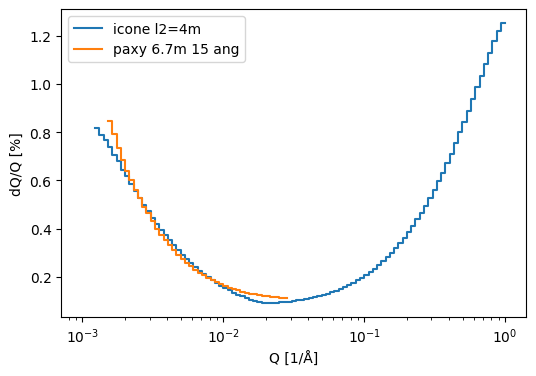 icone l2=4m
paxy 6.7m 15 ang
dQ/Q [%]
1.2
1.0
0.8
0.6
0.4
0.2
10⁻³
10⁻²
10⁻¹
10⁰
Q [1/Å]